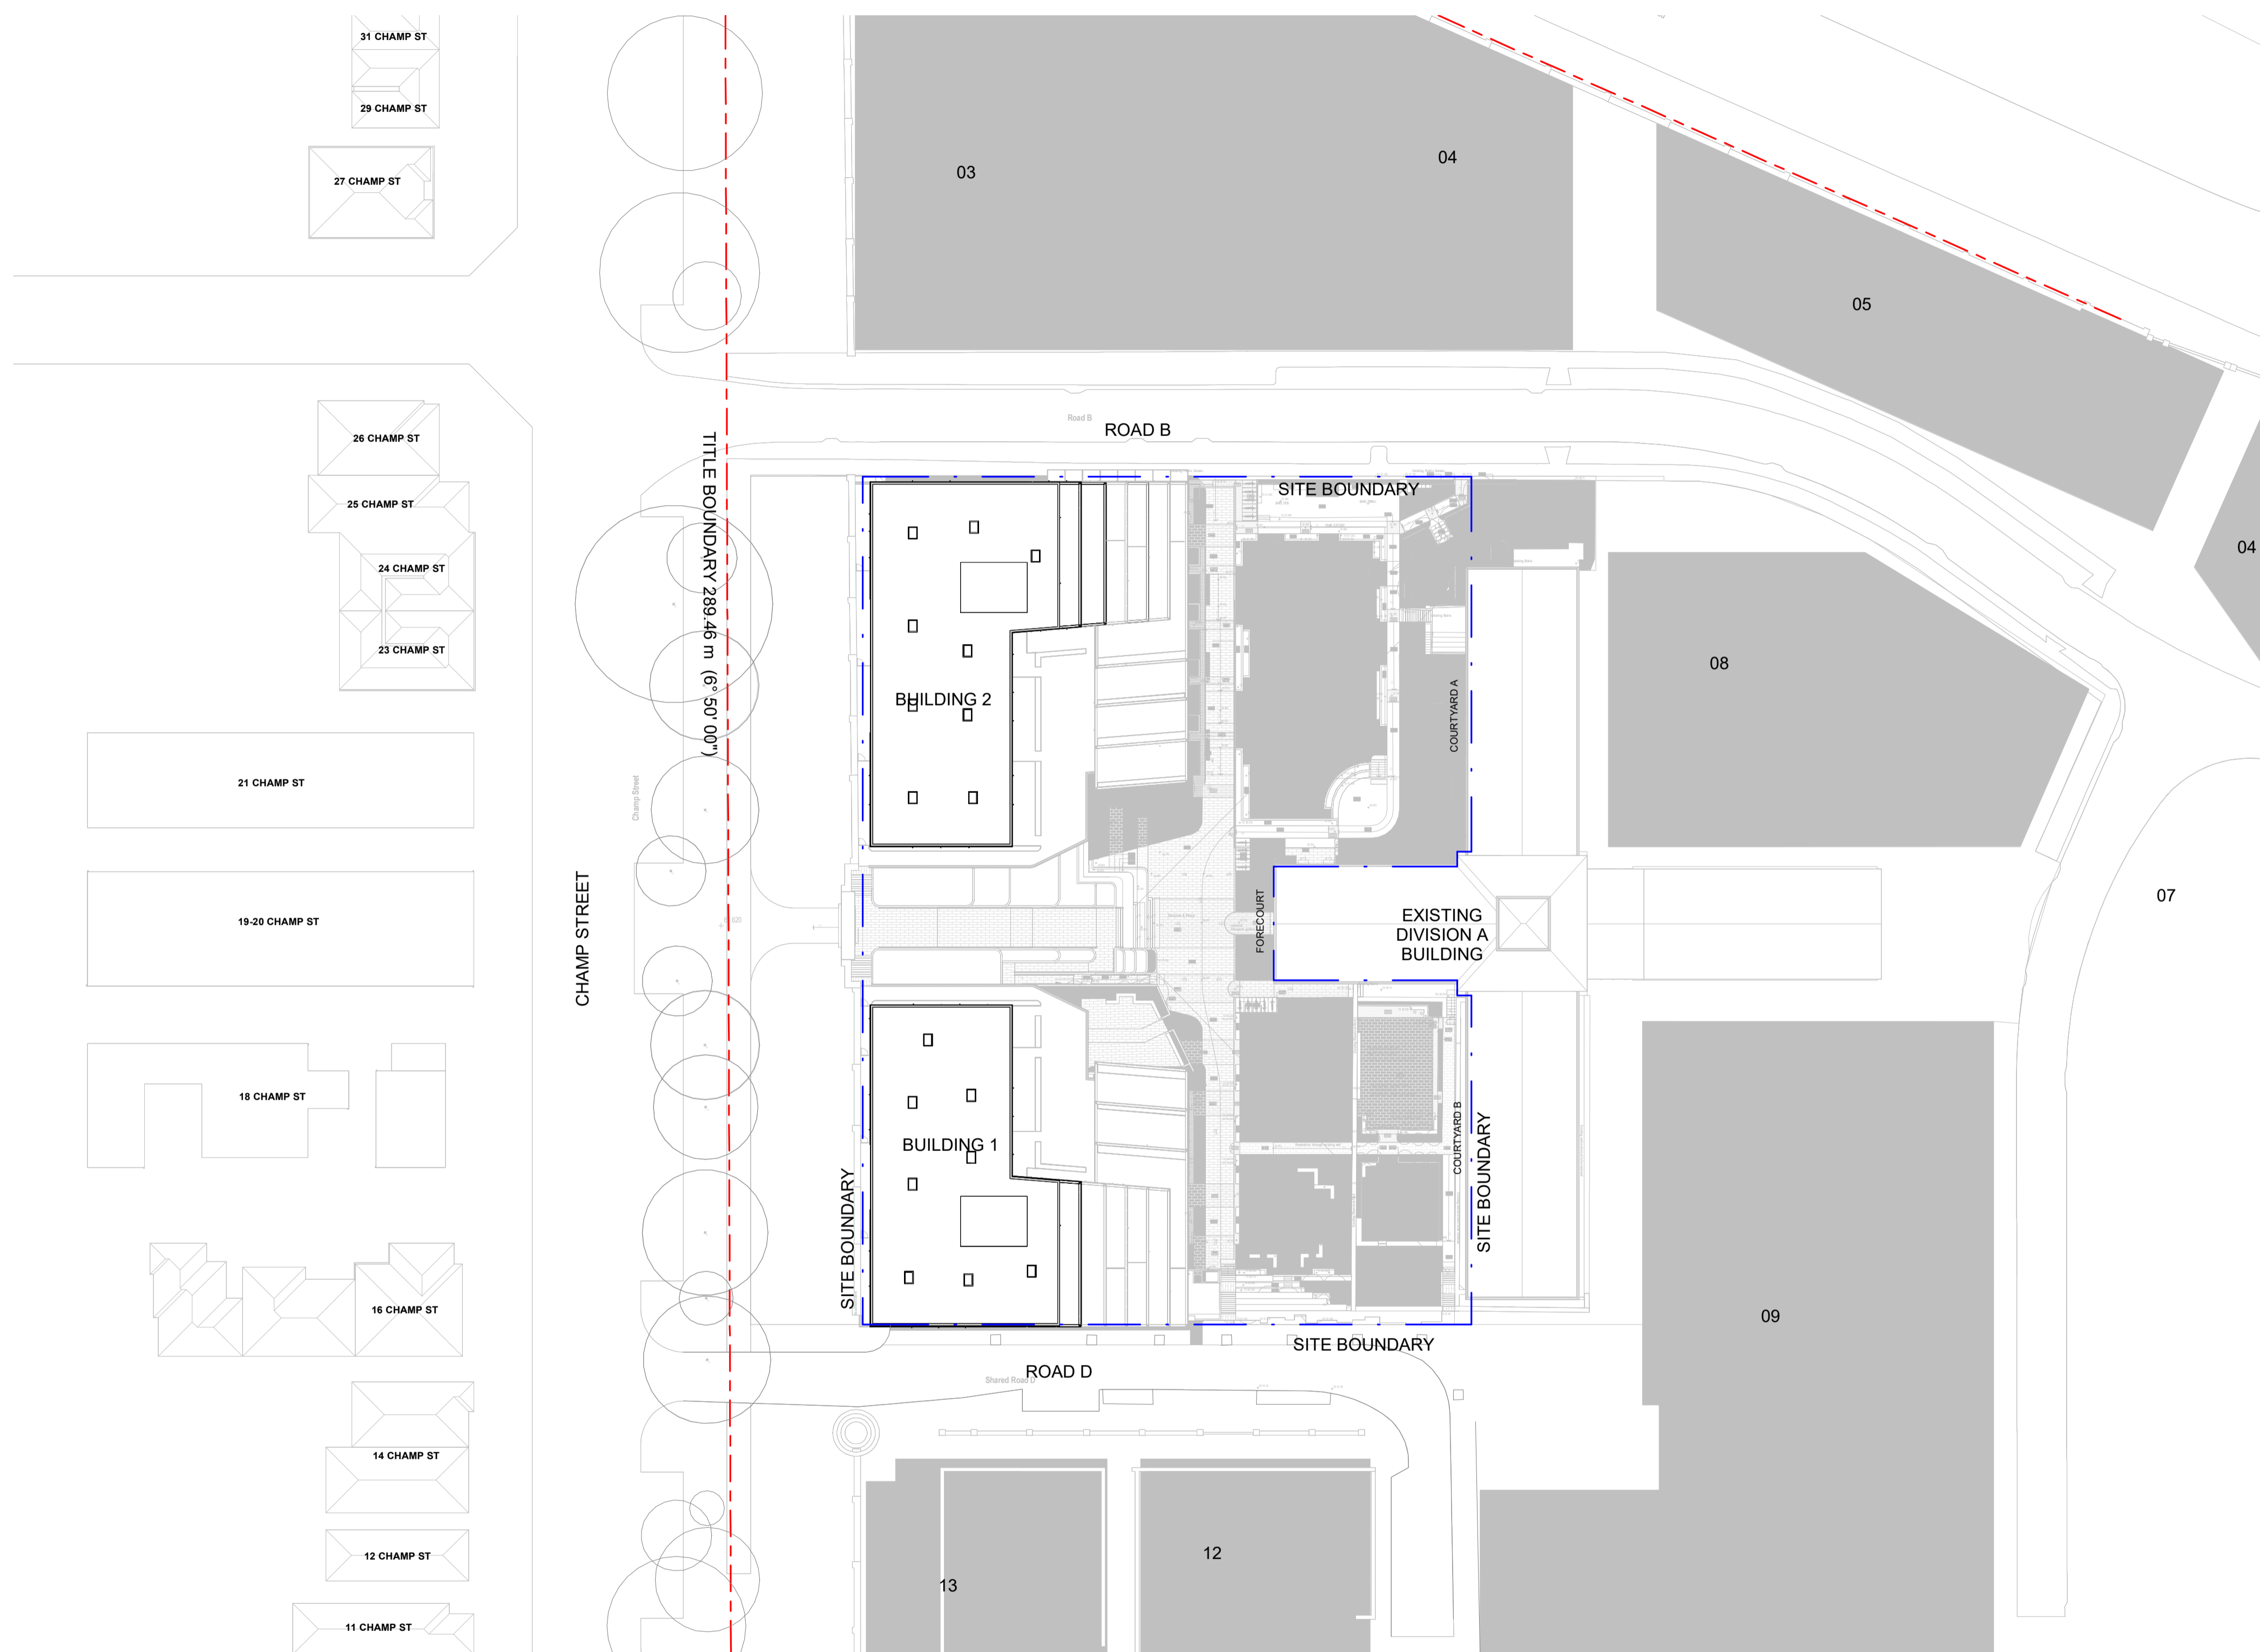 31 CHAMP ST
29 CHAMP ST
27 CHAMP ST
03
04
05
Road B
ROAD B
26 CHAMP ST
25 CHAMP ST
24 CHAMP ST
23 CHAMP ST
TITLE BOUNDARY 289.46 m (6° 50' 00")
SITE BOUNDARY
04
08
BUILDING 2
COURTYARD A
21 CHAMP ST
Champ Street
19-20 CHAMP ST
CHAMP STREET
FORECOURT
EXISTING
DIVISION A
BUILDING
07
18 CHAMP ST
BUILDING 1
COURTYARD B
SITE BOUNDARY
SITE BOUNDARY
16 CHAMP ST
09
SITE BOUNDARY
ROAD D
Shared Road D
14 CHAMP ST
12 CHAMP ST
13
12
11 CHAMP ST